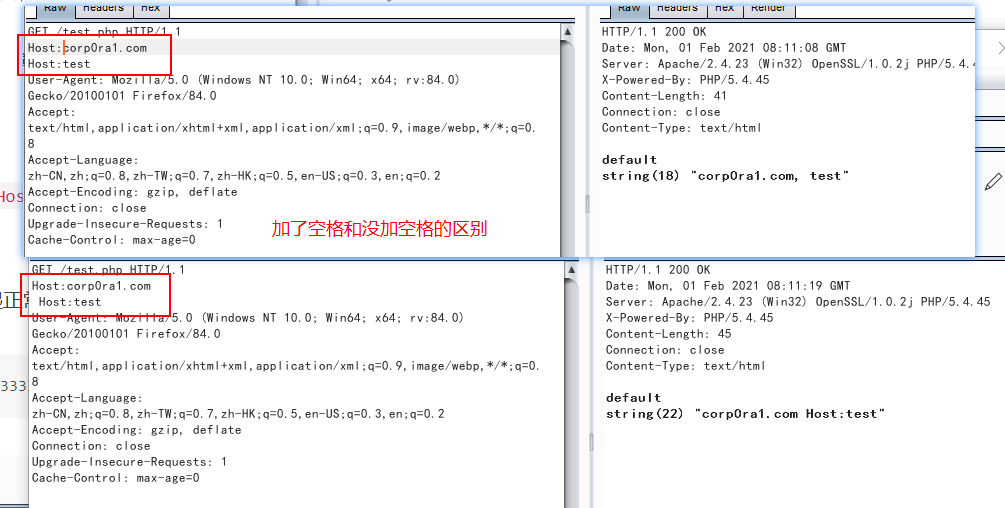 Raw Headers Hex
Raw Headers Hex Render
GET /test.php HTTP/1.1
Host:corp0ra1.com
Host:test
User-Agent: Mozilla/5.0 (Windows NT 10.0; Win64; x64; rv:84.0)
Gecko/20100101 Firefox/84.0
Accept:
text/html,application/xhtml+xml,application/xml;q=0.9,image/webp,*/*;q=0.
8
Accept-Language:
zh-CN,zh;q=0.8,zh-TW;q=0.7,zh-HK;q=0.5,en-US;q=0.3,en;q=0.2
Accept-Encoding: gzip, deflate
Connection: close
Upgrade-Insecure-Requests: 1
Cache-Control: max-age=0
加了空格和没加空格的区别
HTTP/1.1 200 OK
Date: Mon, 01 Feb 2021 08:11:08 GMT
Server: Apache/2.4.23 (Win32) OpenSSL/1.0.2j PHP/5.4.4
X-Powered-By: PHP/5.4.45
Content-Length: 41
Connection: close
Content-Type: text/html
default
string(18) "corp0ra1.com, test"
GET /test.php HTTP/1.1
Host:corp0ra1.com
 Host:test
User-Agent: Mozilla/5.0 (Windows NT 10.0; Win64; x64; rv:84.0)
Gecko/20100101 Firefox/84.0
Accept:
text/html,application/xhtml+xml,application/xml;q=0.9,image/webp,*/*;q=0.
8
Accept-Language:
zh-CN,zh;q=0.8,zh-TW;q=0.7,zh-HK;q=0.5,en-US;q=0.3,en;q=0.2
Accept-Encoding: gzip, deflate
Connection: close
Upgrade-Insecure-Requests: 1
Cache-Control: max-age=0
HTTP/1.1 200 OK
Date: Mon, 01 Feb 2021 08:11:19 GMT
Server: Apache/2.4.23 (Win32) OpenSSL/1.0.2j PHP/5.4.45
X-Powered-By: PHP/5.4.45
Content-Length: 45
Connection: close
Content-Type: text/html
default
string(22) "corp0ra1.com Host:test"
Hos
正常
333